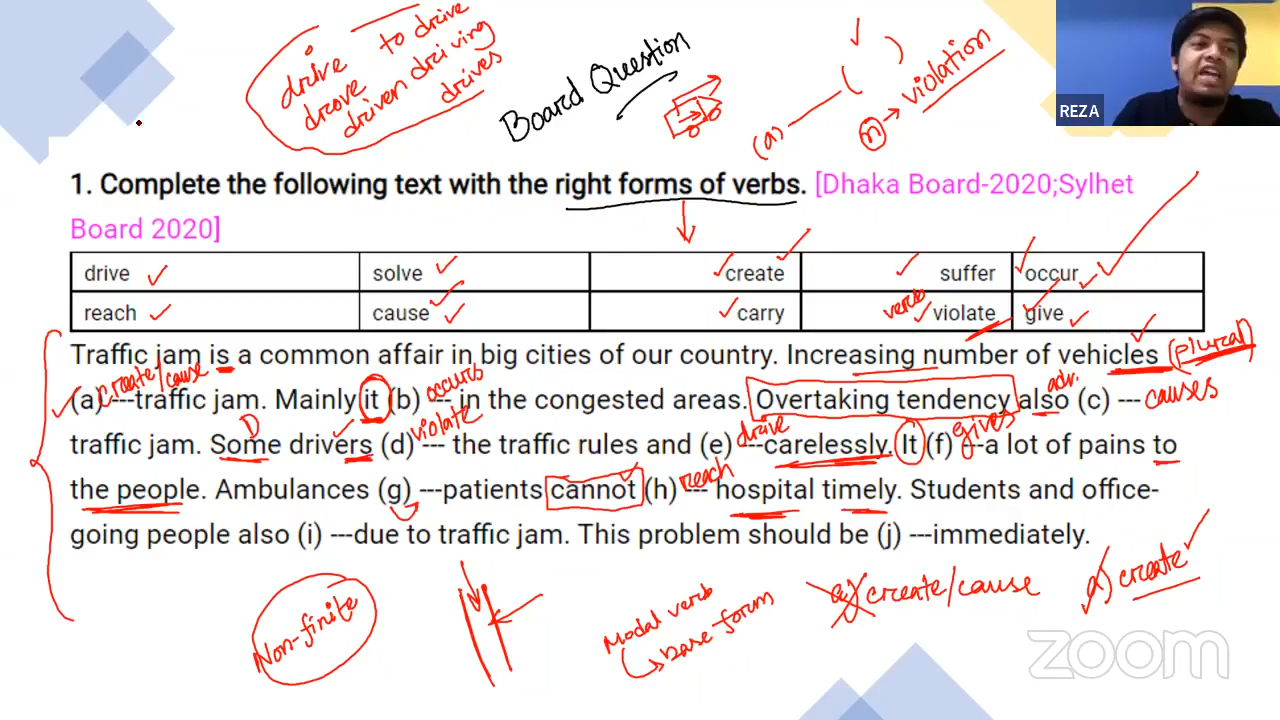 drive to drive
drove driving
driven drives
Board Question
(a) ( )
(n) → violation
REZA
1. Complete the following text with the right forms of verbs. [Dhaka Board-2020;Sylhet
Board 2020]
drive solve create suffer occur
reach cause carry verb violate give
Traffic jam is a common affair in big cities of our country. Increasing number of vehicles (plural)
create/cause occurs adv.
(a) ---traffic jam. Mainly it (b) --- in the congested areas. Overtaking tendency also (c) --- causes
D violate drive gives
traffic jam. Some drivers (d) --- the traffic rules and (e) ---carelessly. It (f) ---a lot of pains to
reach
the people. Ambulances (g) ---patients cannot (h) --- hospital timely. Students and office-
going people also (i) ---due to traffic jam. This problem should be (j) ---immediately.
Non-finite
Modal verb
base form
a) create/cause
a) create
zoom